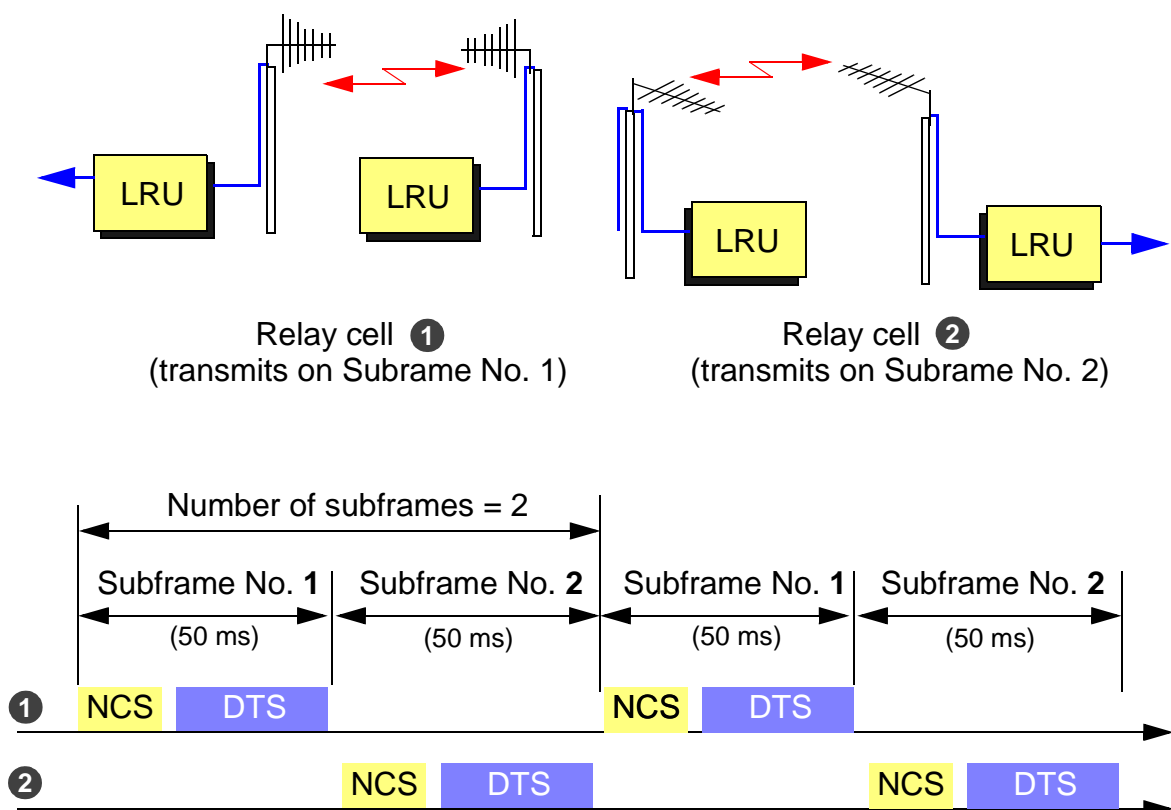 LRU
LRU
LRU
LRU
Relay cell 1
(transmits on Subrame No. 1)
Relay cell 2
(transmits on Subrame No. 2)
Number of subframes = 2
Subframe No. 1
Subframe No. 2
Subframe No. 1
Subframe No. 2
(50 ms)
(50 ms)
(50 ms)
(50 ms)
1
NCS
DTS
NCS
DTS
2
NCS
DTS
NCS
DTS